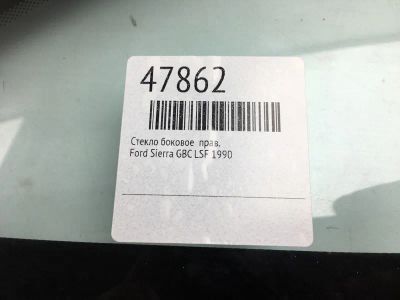 47862
Стекло боковое прав.
Ford Sierra GBC LSF 1990